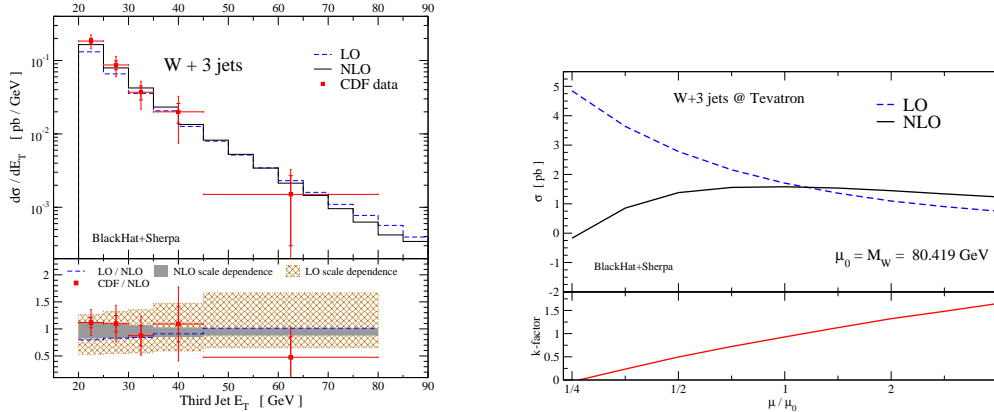 20 30 40 50 60 70 80 90
10⁻¹
10⁻²
10⁻³
dσ / dE_T [ pb / GeV ]
W + 3 jets
LO
NLO
CDF data
BlackHat+Sherpa
LO / NLO
NLO scale dependence
LO scale dependence
CDF / NLO
2
1.5
1
0.5
20 30 40 50 60 70 80 90
Third Jet E_T [ GeV ]
6
5
4
3
2
1
0
-1
-2
σ [ pb ]
W+3 jets @ Tevatron
LO
NLO
μ₀ = M_W = 80.419 GeV
BlackHat+Sherpa
1.5
1.0
0.5
0
k-factor
1/4 1/2 1 2
μ / μ₀